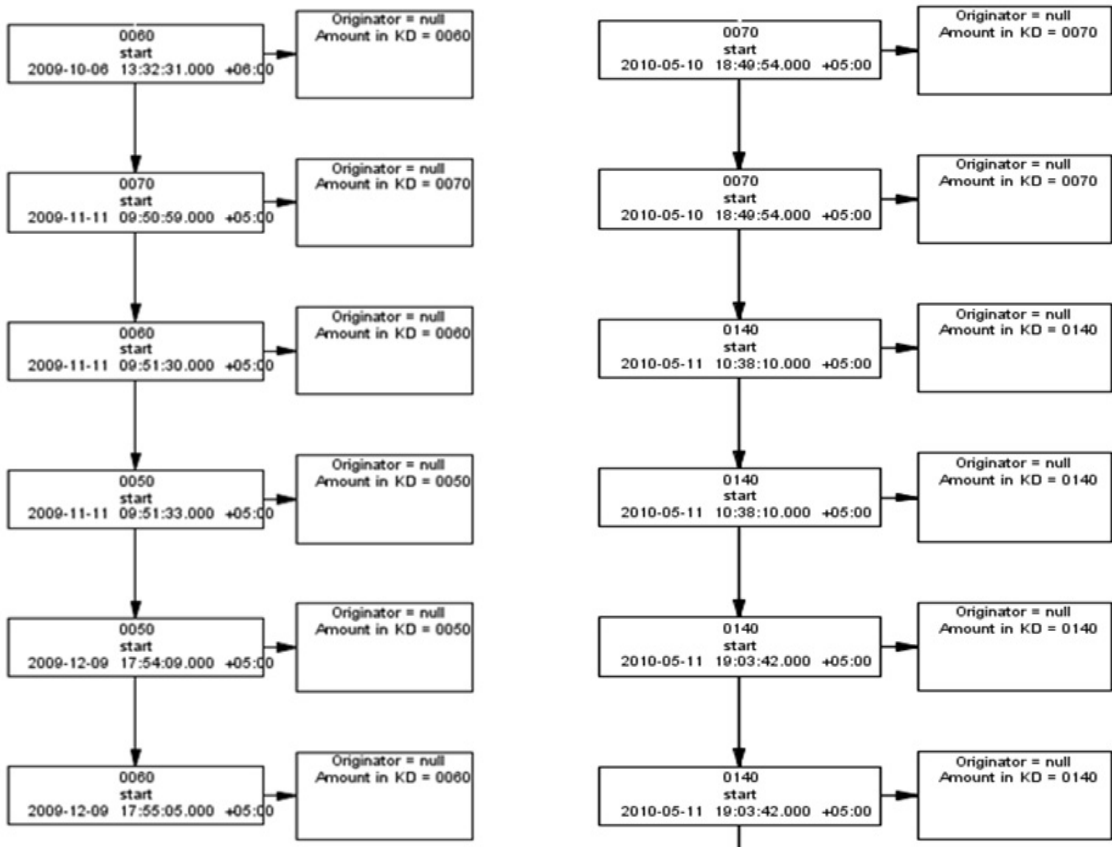 0060
start
2009-10-06 13:32:31.000 +06:00
Originator = null
Amount in KD = 0060
0070
start
2009-11-11 09:50:59.000 +05:00
Originator = null
Amount in KD = 0070
0060
start
2009-11-11 09:51:30.000 +05:00
Originator = null
Amount in KD = 0060
0050
start
2009-11-11 09:51:33.000 +05:00
Originator = null
Amount in KD = 0050
0050
start
2009-12-09 17:54:09.000 +05:00
Originator = null
Amount in KD = 0050
0060
start
2009-12-09 17:55:05.000 +05:00
Originator = null
Amount in KD = 0060
0070
start
2010-05-10 18:49:54.000 +05:00
Originator = null
Amount in KD = 0070
0070
start
2010-05-10 18:49:54.000 +05:00
Originator = null
Amount in KD = 0070
0140
start
2010-05-11 10:38:10.000 +05:00
Originator = null
Amount in KD = 0140
0140
start
2010-05-11 10:38:10.000 +05:00
Originator = null
Amount in KD = 0140
0140
start
2010-05-11 19:03:42.000 +05:00
Originator = null
Amount in KD = 0140
0140
start
2010-05-11 19:03:42.000 +05:00
Originator = null
Amount in KD = 0140